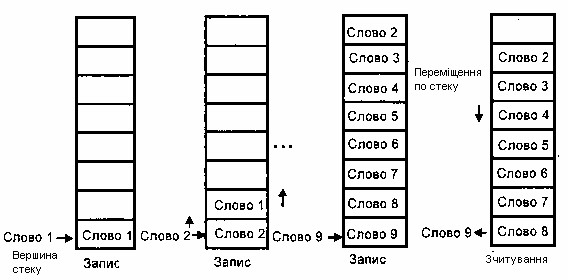 Слово 1
Слово 1
Вершина
стеку
Запис
Слово 1
Слово 2
Слово 2
Запис
...
Слово 2
Слово 3
Слово 4
Слово 5
Слово 6
Слово 7
Слово 8
Слово 9
Слово 9
Запис
Переміщення
по стеку
Слово 2
Слово 3
Слово 4
Слово 5
Слово 6
Слово 7
Слово 8
Слово 9
Зчитування